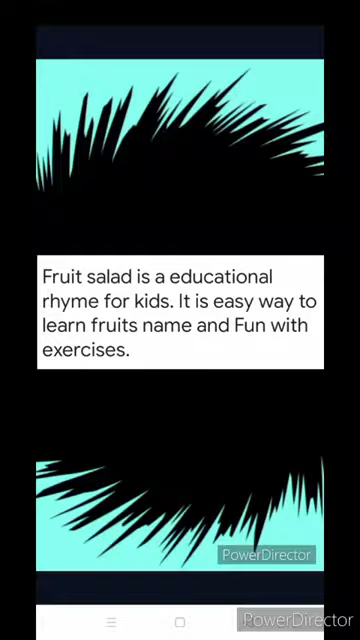 Fruit salad is a educational
rhyme for kids. It is easy way to
learn fruits name and Fun with
exercises.
PowerDirector
PowerDirector